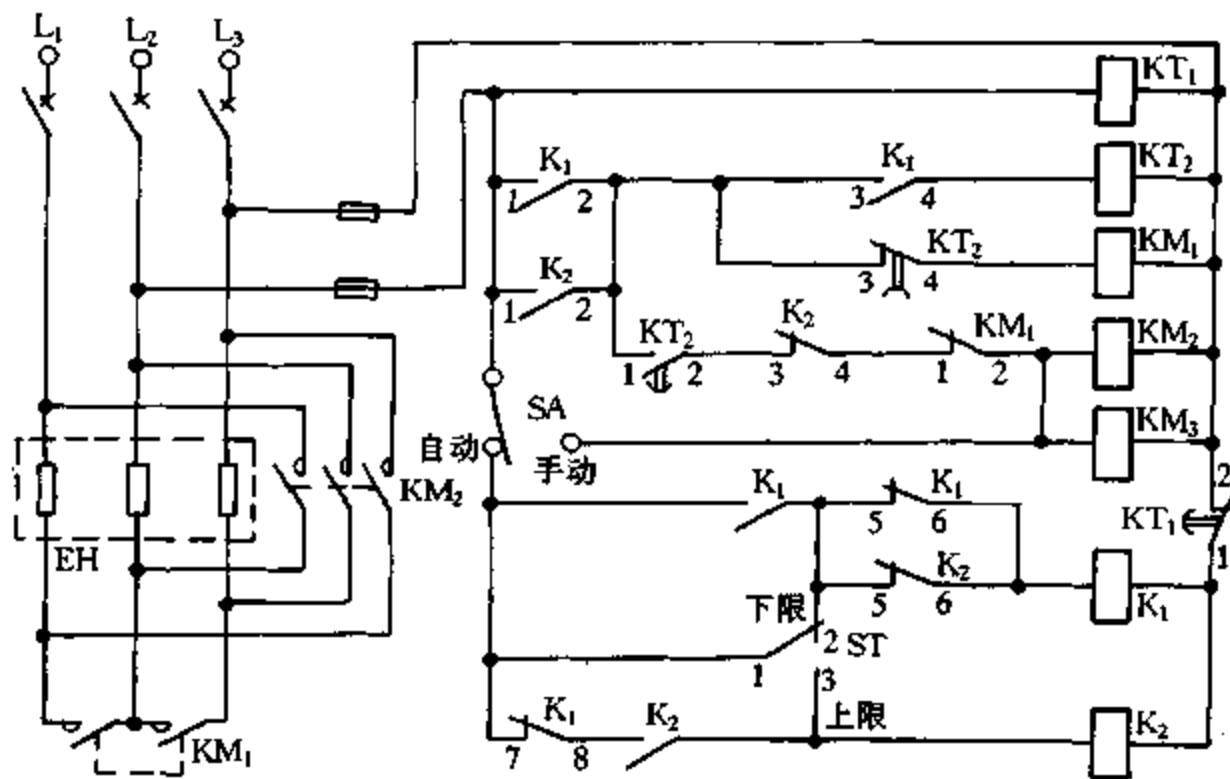 L₁ L₂ L₃
KT₁
K₁ K₁ KT₂
1 2 3 4
KT₂ KM₁
3 4
K₂
1 2
KT₂ K₂ KM₁ KM₂
1 2 3 4 1 2
SA
自动 手动 KM₃
KM₂
EH
K₁ K₁ 2
5 6 KT₁
K₂ 1
5 6 K₁
下限
2 ST
1
3
K₁ K₂ 上限
7 8 K₂
KM₁